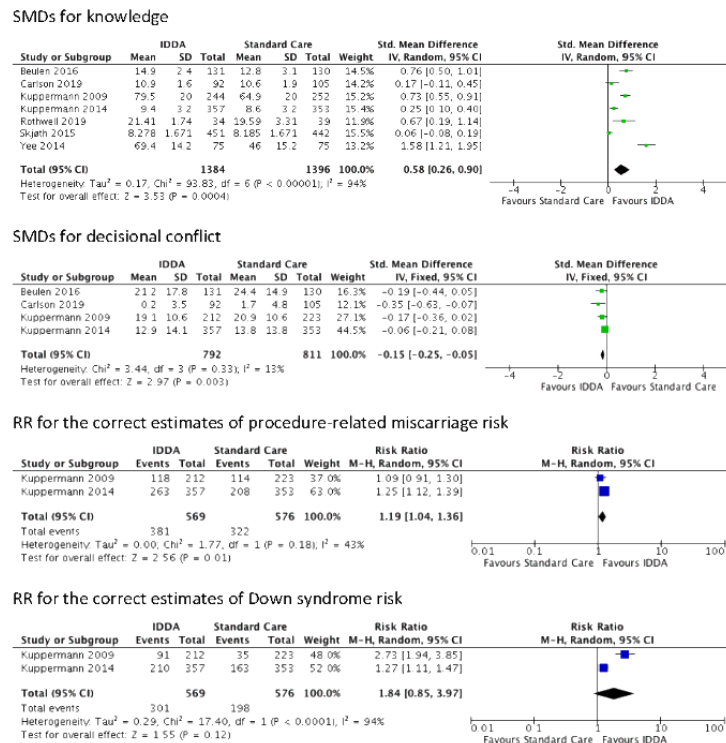 SMDs for knowledge
IDDA Standard Care Std. Mean Difference Std. Mean Difference
Study or Subgroup Mean SD Total Mean SD Total Weight IV, Random, 95% CI IV, Random, 95% CI
Beulen 2016 14.9 2.4 131 12.8 3.1 130 14.5% 0.76 [0.50, 1.01]
Carlson 2019 10.9 1.6 92 10.6 1.9 105 14.1% 0.17 [-0.11, 0.45]
Kuppermann 2009 79.5 20 244 64.9 20 252 14.9% 0.73 [0.55, 0.91]
Kuppermann 2014 9.4 3.2 357 8.6 3.2 353 15.1% 0.25 [0.10, 0.40]
Rothwell 2019 21.41 1.74 34 19.59 3.31 39 12.9% 0.67 [0.19, 1.14]
Skjøth 2015 8.278 1.671 451 8.185 1.671 442 15.2% 0.06 [-0.08, 0.19]
Yee 2014 69.4 14.2 75 46 15.2 75 13.2% 1.58 [1.21, 1.95]
Total (95% CI) 1384 1396 100.0% 0.58 [0.26, 0.90]
Heterogeneity: Tau² = 0.17, Chi² = 93.83, df = 6 (P < 0.00001); I² = 94%
Test for overall effect: Z = 3.53 (P = 0.0004)
-4 -2 0 2 4
Favours Standard Care Favours IDDA
SMDs for decisional conflict
IDDA Standard Care Std. Mean Difference Std. Mean Difference
Study or Subgroup Mean SD Total Mean SD Total Weight IV, Fixed, 95% CI IV, Fixed, 95% CI
Beulen 2016 21.2 17.8 131 24.4 14.9 130 16.3% -0.19 [-0.44, 0.05]
Carlson 2019 0.2 3.5 92 1.7 4.8 105 12.1% -0.35 [-0.63, -0.07]
Kuppermann 2009 19.1 10.6 212 20.9 10.6 223 27.1% -0.17 [-0.36, 0.02]
Kuppermann 2014 12.9 14.1 357 13.8 13.8 353 44.5% -0.06 [-0.21, 0.08]
Total (95% CI) 792 811 100.0% -0.15 [-0.25, -0.05]
Heterogeneity: Chi² = 3.44, df = 3 (P = 0.33); I² = 13%
Test for overall effect: Z = 2.97 (P = 0.003)
-4 -2 0 2 4
Favours IDDA Favours Standard Care
RR for the correct estimates of procedure-related miscarriage risk
IDDA Standard Care Risk Ratio Risk Ratio
Study or Subgroup Events Total Events Total Weight M-H, Random, 95% CI M-H, Random, 95% CI
Kuppermann 2009 118 212 114 223 37.0% 1.09 [0.91, 1.30]
Kuppermann 2014 263 357 208 353 63.0% 1.25 [1.12, 1.39]
Total (95% CI) 569 576 100.0% 1.19 [1.04, 1.36]
Total events 381 322
Heterogeneity: Tau² = 0.00; Chi² = 1.77, df = 1 (P = 0.18); I² = 43%
Test for overall effect: Z = 2.56 (P = 0.01)
0.01 0.1 1 10 100
Favours Standard Care Favours IDDA
RR for the correct estimates of Down syndrome risk
IDDA Standard Care Risk Ratio Risk Ratio
Study or Subgroup Events Total Events Total Weight M-H, Random, 95% CI M-H, Random, 95% CI
Kuppermann 2009 91 212 35 223 48.0% 2.73 [1.94, 3.85]
Kuppermann 2014 210 357 163 353 52.0% 1.27 [1.11, 1.47]
Total (95% CI) 569 576 100.0% 1.84 [0.85, 3.97]
Total events 301 198
Heterogeneity: Tau² = 0.29, Chi² = 17.40, df = 1 (P < 0.0001), I² = 94%
Test for overall effect: Z = 1.55 (P = 0.12)
0.01 0.1 1 10 100
Favours Standard Care Favours IDDA